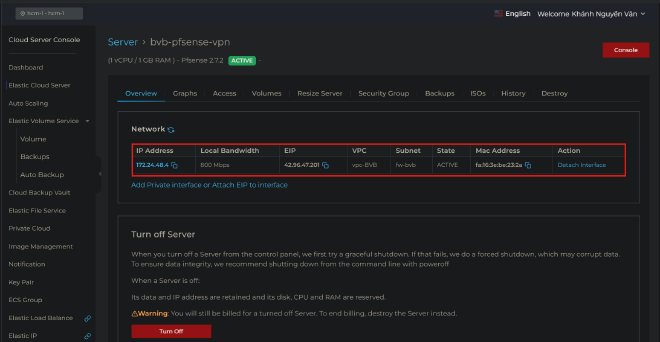 hcm-1 - hcm-1
English
Welcome Khánh Nguyên Văn
Cloud Server Console
Dashboard
Elastic Cloud Server
Auto Scaling
Elastic Volume Service
Volume
Backups
Auto Backup
Cloud Backup Vault
Elastic File Service
Private Cloud
Image Management
Notification
Key Pair
ECS Group
Elastic Load Balance
Elastic IP
Server > bvb-pfsense-vpn
Console
(1 vCPU / 1 GB RAM ) - Pfsense 2.7.2 ACTIVE -
Overview Graphs Access Volumes Resize Server Security Group Backups ISOs History Destroy
Network
IP Address Local Bandwidth EIP VPC Subnet State Mac Address Action
172.24.48.4 800 Mbps 42.96.47.201 vpc-BVB fw-bvb ACTIVE fa:16:3e:be:23:2a Detach Interface
Add Private interface or Attach EIP to interface
Turn off Server
When you turn off a Server from the control panel, we first try a graceful shutdown. If that fails, we do a forced shutdown, which may corrupt data.
To ensure data integrity, we recommend shutting down from the command line with poweroff.
When a Server is off:
Its data and IP address are retained and its disk, CPU and RAM are reserved.
Warning: You will still be billed for a turned off Server. To end billing, destroy the Server instead.
Turn Off